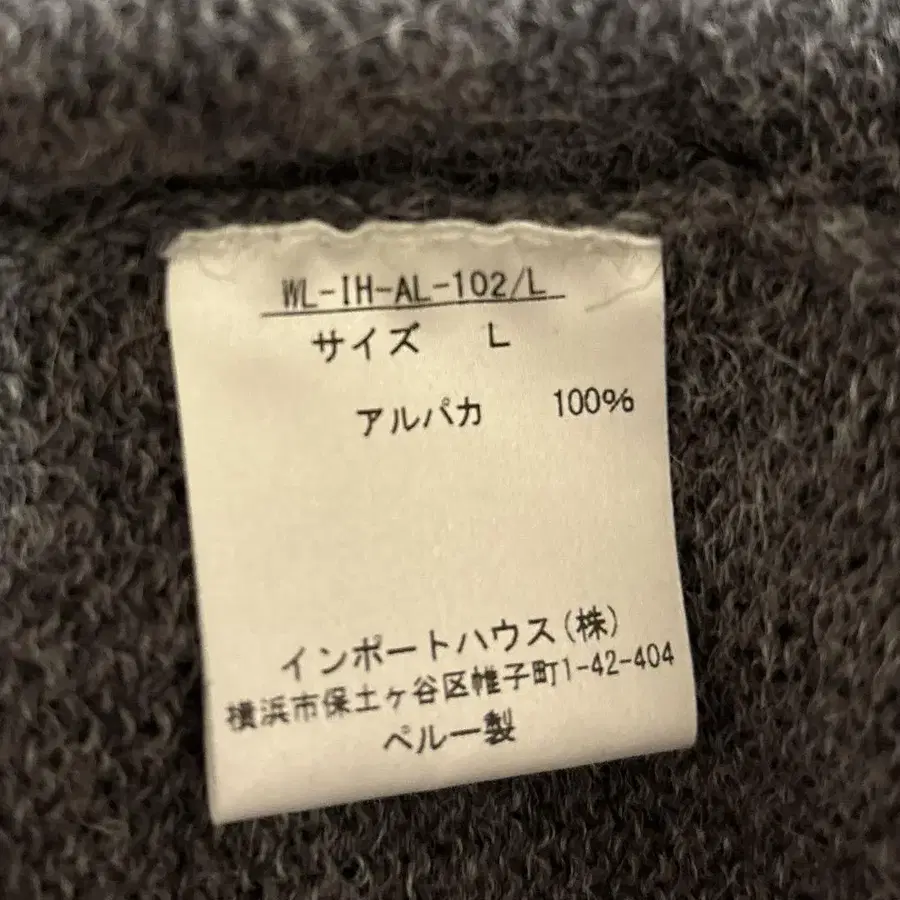 WL-IH-AL-102/L
サイズ L
アルパカ 100%
インポートハウス(株)
横浜市保土ヶ谷区帷子町1-42-404
ペルー製